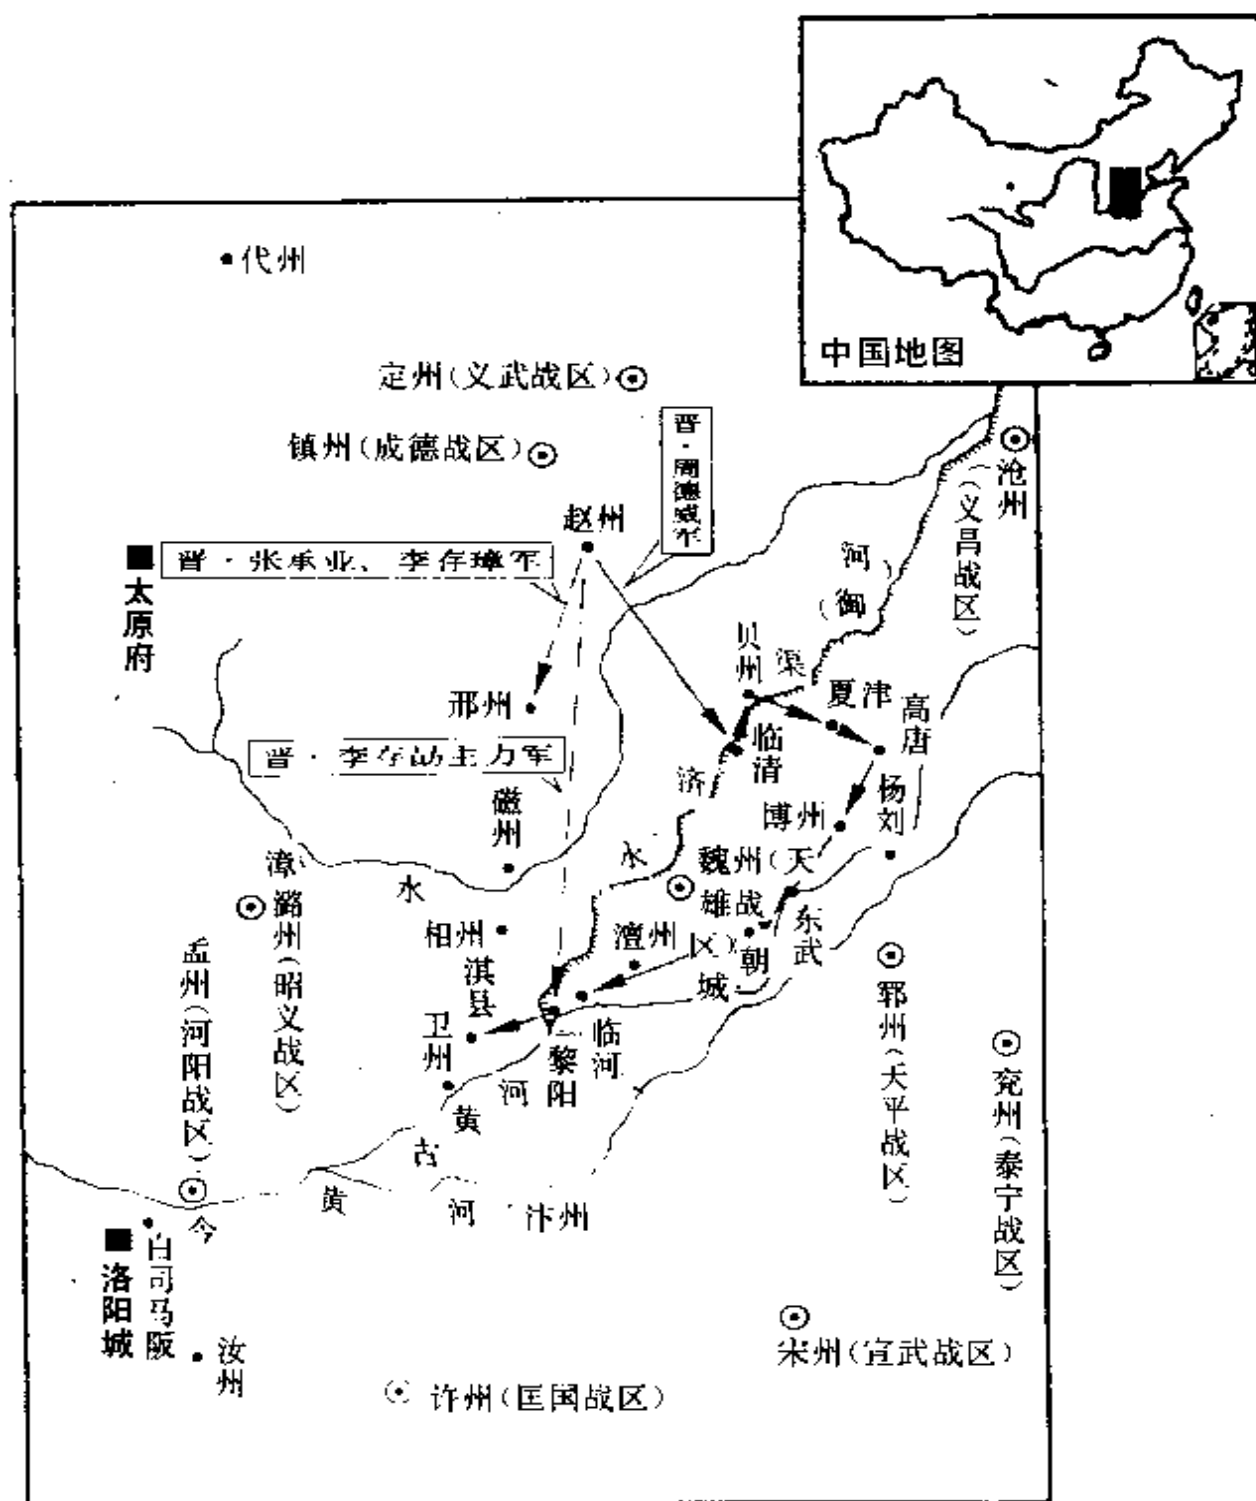 中国地图
代州
定州(义武战区)
镇州(成德战区)
晋·周德威军
沧州(义昌战区)
赵州
晋·张承业、李存璋军
太原府
御河
贝州
永济渠
夏津
高唐
邢州
临清
晋·李存勖主力军
磁州
博州
杨刘
魏州(天雄战区)
漳水
潞州(昭义战区)
相州
澶州
朝城
东武
淇县
孟州(河阳战区)
郓州(天平战区)
卫州
黎阳
临河
兖州(泰宁战区)
古黄河
今黄河
汴州
白司马阪
洛阳城
汝州
宋州(宣武战区)
许州(匡国战区)